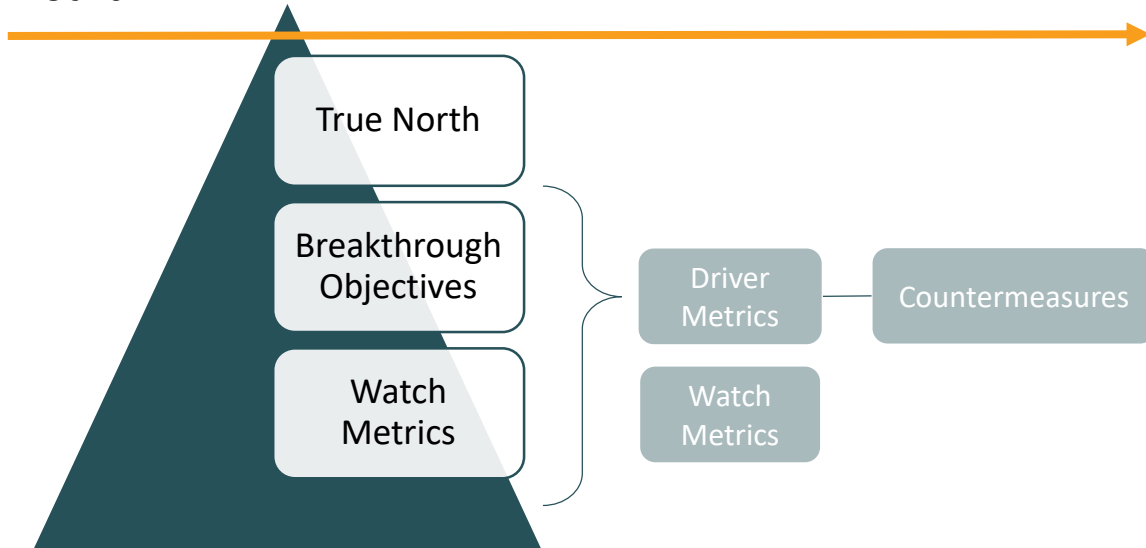 True North
Breakthrough
Objectives
Watch
Metrics
Driver
Metrics
Countermeasures
Watch
Metrics